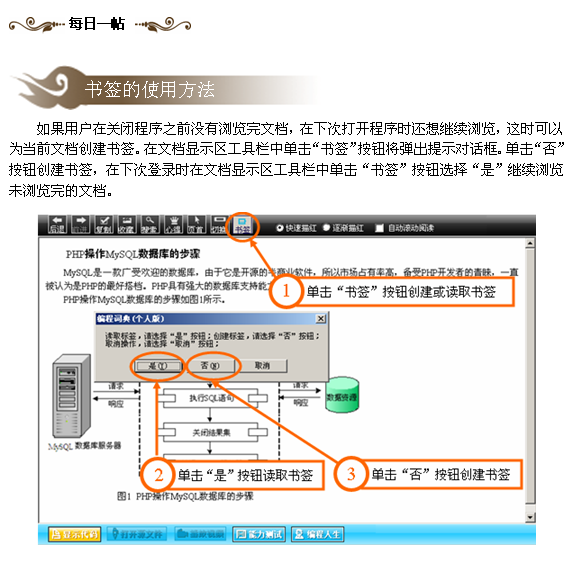 每日一帖
书签的使用方法
如果用户在关闭程序之前没有浏览完文档，在下次打开程序时还想继续浏览，这时可以
为当前文档创建书签。在文档显示区工具栏中单击“书签”按钮将弹出提示对话框。单击“否”
按钮创建书签，在下次登录时在文档显示区工具栏中单击“书签”按钮选择“是”继续浏览
未浏览完的文档。
后退 前进 复制 收藏 搜索 心得 页首 切换 书签 快速描红 逐渐描红 自动滚动阅读
PHP操作MySQL数据库的步骤
MySQL是一款广受欢迎的数据库，由于它是开源的半商业软件，所以市场占有率高，备受PHP开发者的青睐，一直
被认为是PHP的最好搭档。PHP具有强大的数据库支持能
PHP操作MySQL数据库的步骤如图1所示。
1 单击“书签”按钮创建或读取书签
编程词典(个人版)
读取标签，请选择“是”按钮；创建标签，请选择“否”按钮；
取消操作，请选择“取消”按钮；
是(Y) 否(N) 取消
请求 执行SQL语句 请求
响应 响应
数据资源
关闭结果集
MySQL 数据库服务器
2 单击“是”按钮读取书签
3 单击“否”按钮创建书签
图1 PHP操作MySQL数据库的步骤
显示代码 打开源文件 能力测试 编程人生